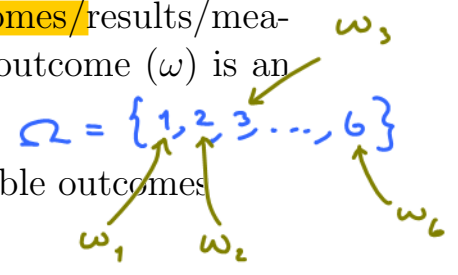 omes/results/mea-
ω₃
outcome (ω) is an
Ω = {1, 2, 3, ..., 6}
ble outcomes
ω₁ ω₂ ω₆